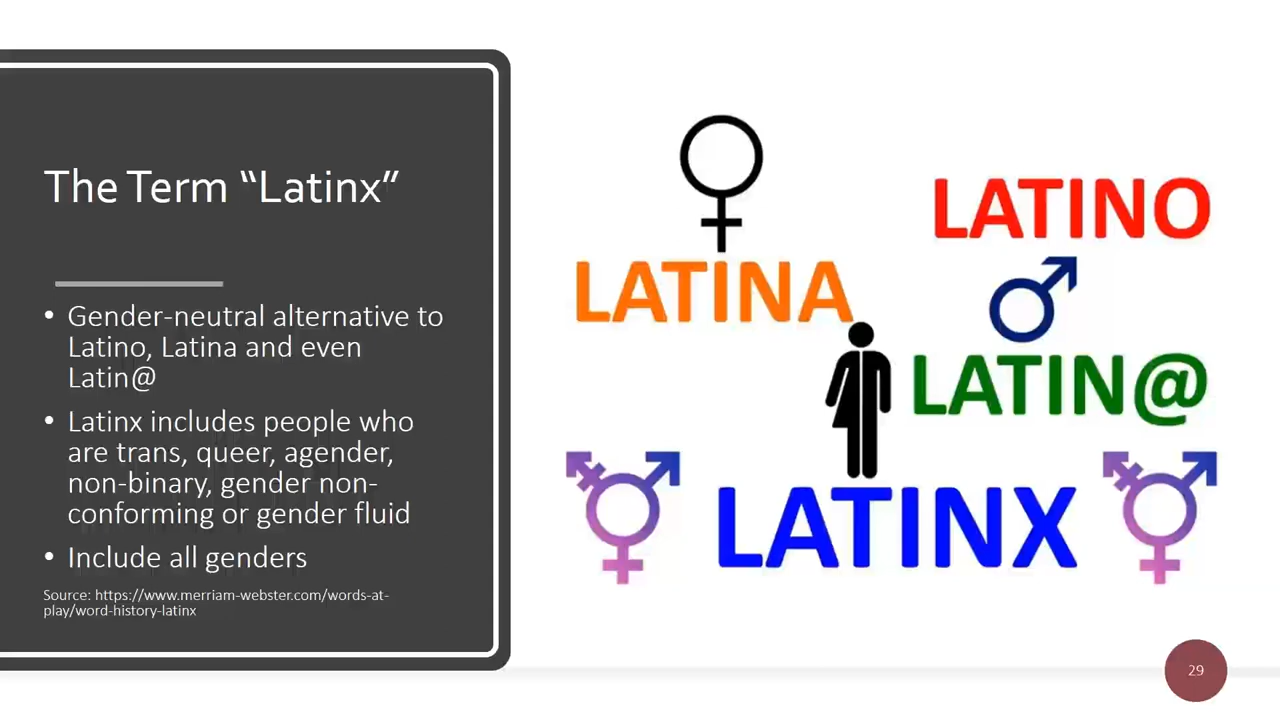 The Term “Latinx”
• Gender-neutral alternative to
Latino, Latina and even
Latin@
• Latinx includes people who
are trans, queer, agender,
non-binary, gender non-
conforming or gender fluid
• Include all genders
Source: https://www.merriam-webster.com/words-at-
play/word-history-latinx
LATINA
LATINO
LATIN@
LATINX
29